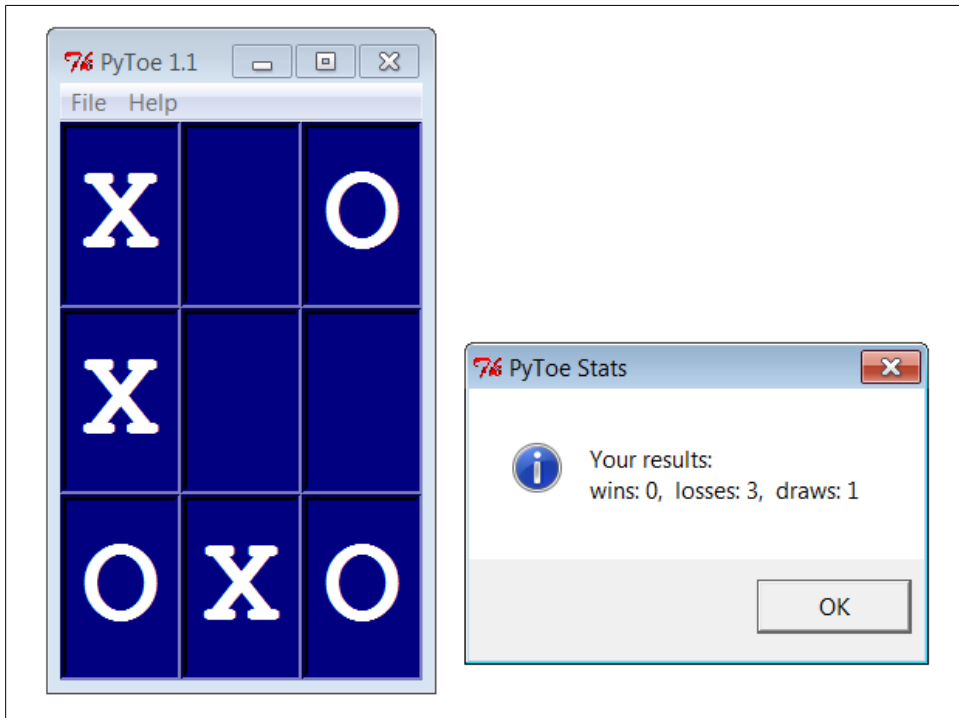 PyToe 1.1
File Help
X O
X
O X O
PyToe Stats
Your results:
wins: 0, losses: 3, draws: 1
OK